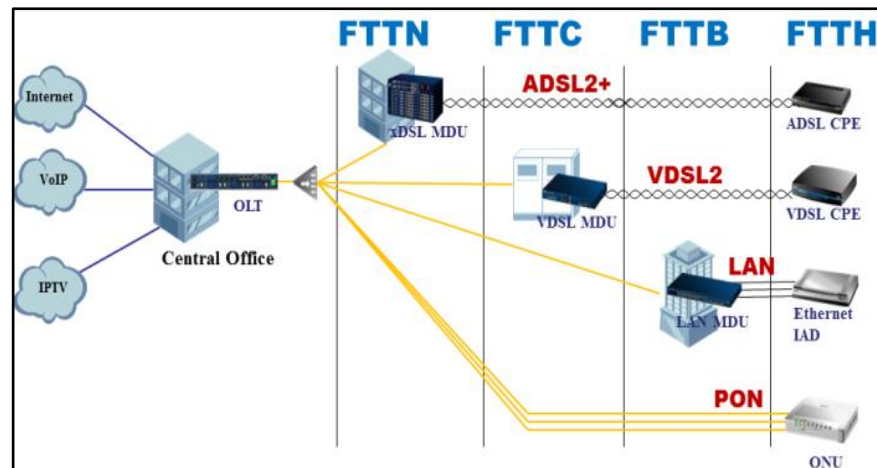 FTTN FTTC FTTB FTTH
Internet
VoIP
IPTV
OLT
Central Office
xDSL MDU
ADSL2+
ADSL CPE
VDSL MDU
VDSL2
VDSL CPE
LAN MDU
LAN
Ethernet
IAD
PON
ONU